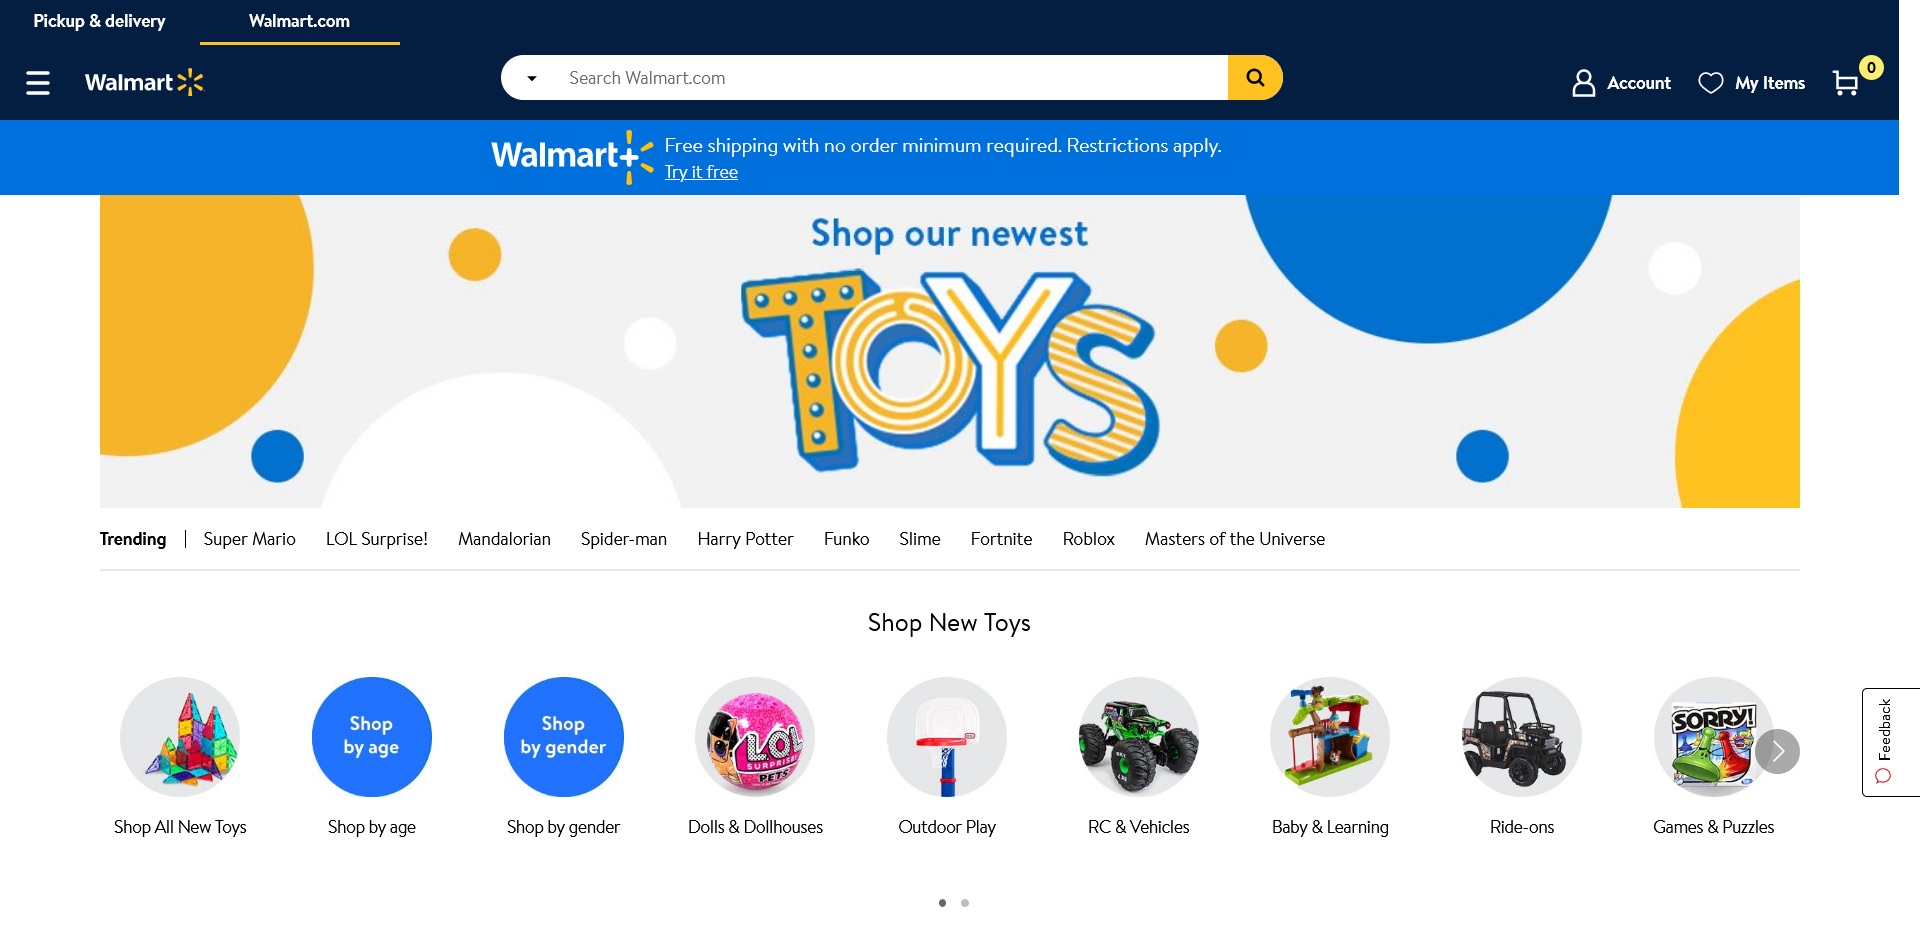 Pickup & delivery
Walmart.com
Walmart
Search Walmart.com
Account
My Items
0
Walmart+
Free shipping with no order minimum required. Restrictions apply.
Try it free
Shop our newest
TOYS
Trending
Super Mario
LOL Surprise!
Mandalorian
Spider-man
Harry Potter
Funko
Slime
Fortnite
Roblox
Masters of the Universe
Shop New Toys
Shop
by age
Shop
by gender
L.O.L.
SURPRISE!
PETS
SORRY!
Shop All New Toys
Shop by age
Shop by gender
Dolls & Dollhouses
Outdoor Play
RC & Vehicles
Baby & Learning
Ride-ons
Games & Puzzles
Feedback